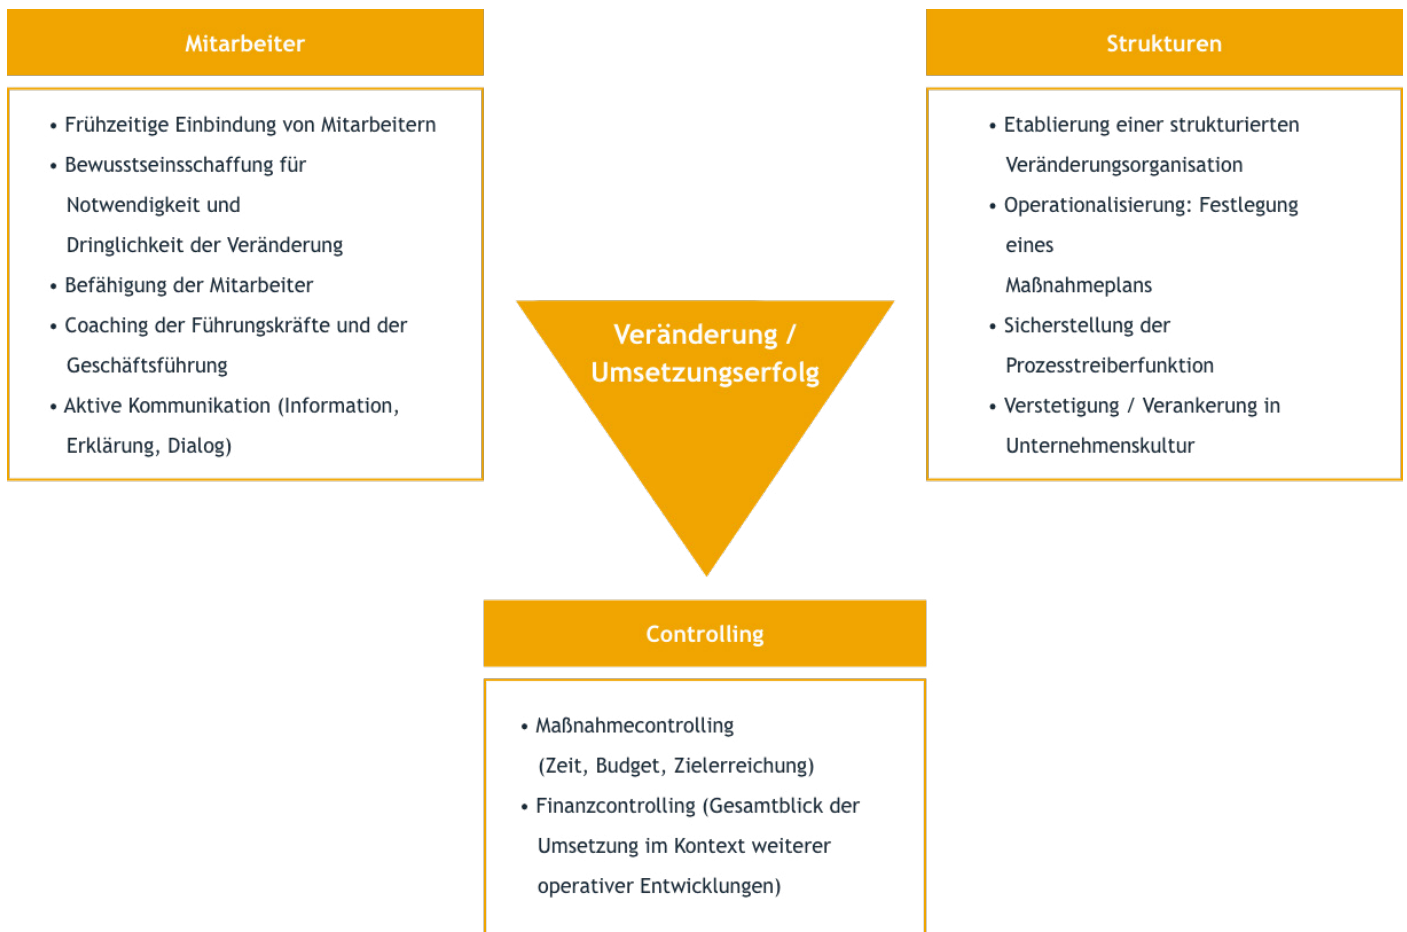 Mitarbeiter
• Frühzeitige Einbindung von Mitarbeitern
• Bewusstseinsschaffung für
Notwendigkeit und
Dringlichkeit der Veränderung
• Befähigung der Mitarbeiter
• Coaching der Führungskräfte und der
Geschäftsführung
• Aktive Kommunikation (Information,
Erklärung, Dialog)
Strukturen
• Etablierung einer strukturierten
Veränderungsorganisation
• Operationalisierung: Festlegung
eines
Maßnahmeplans
• Sicherstellung der
Prozesstreiberfunktion
• Verstetigung / Verankerung in
Unternehmenskultur
Veränderung /
Umsetzungserfolg
Controlling
• Maßnahmecontrolling
(Zeit, Budget, Zielerreichung)
• Finanzcontrolling (Gesamtblick der
Umsetzung im Kontext weiterer
operativer Entwicklungen)